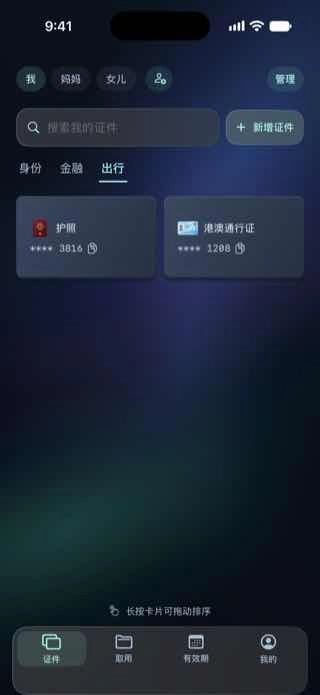 9:41
我 妈妈 女儿 管理
搜索我的证件 + 新增证件
身份 金融 出行
护照 港澳通行证
**** 3816 **** 1208
长按卡片可拖动排序
证件 取用 有效期 我的